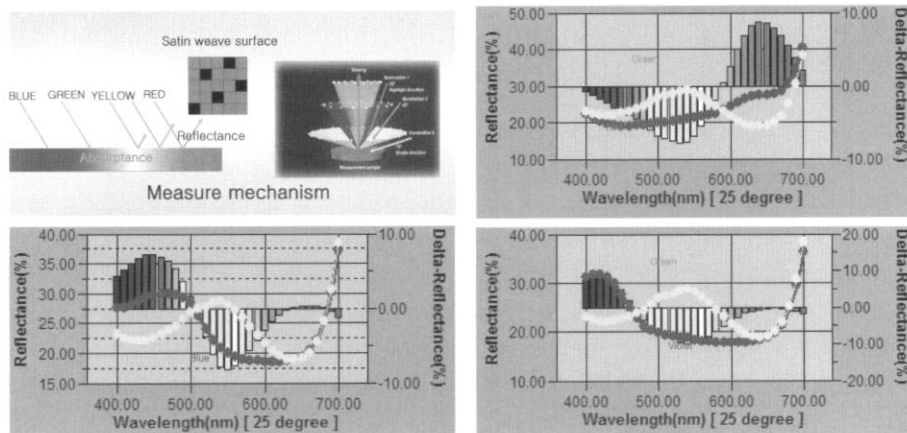 Satin weave surface
BLUE GREEN YELLOW RED
Reflectance
Measure mechanism
50.00 10.00
40.00
Green
30.00 0.00
20.00
10.00 -10.00
400.00 500.00 600.00 700.00
Reflectance(%)
Delta-Reflectance(%)
Wavelength(nm) [ 25 degree ]
40.00 10.00
35.00
30.00
25.00 0.00
20.00
15.00 -10.00
Blue
400.00 500.00 600.00 700.00
Reflectance(%)
Delta-Reflectance(%)
Wavelength(nm) [ 25 degree ]
40.00 20.00
30.00 10.00
0.00
20.00 -10.00
10.00 -20.00
Green
Violet
400.00 500.00 600.00 700.00
Reflectance(%)
Delta-Reflectance(%)
Wavelength(nm) [ 25 degree ]